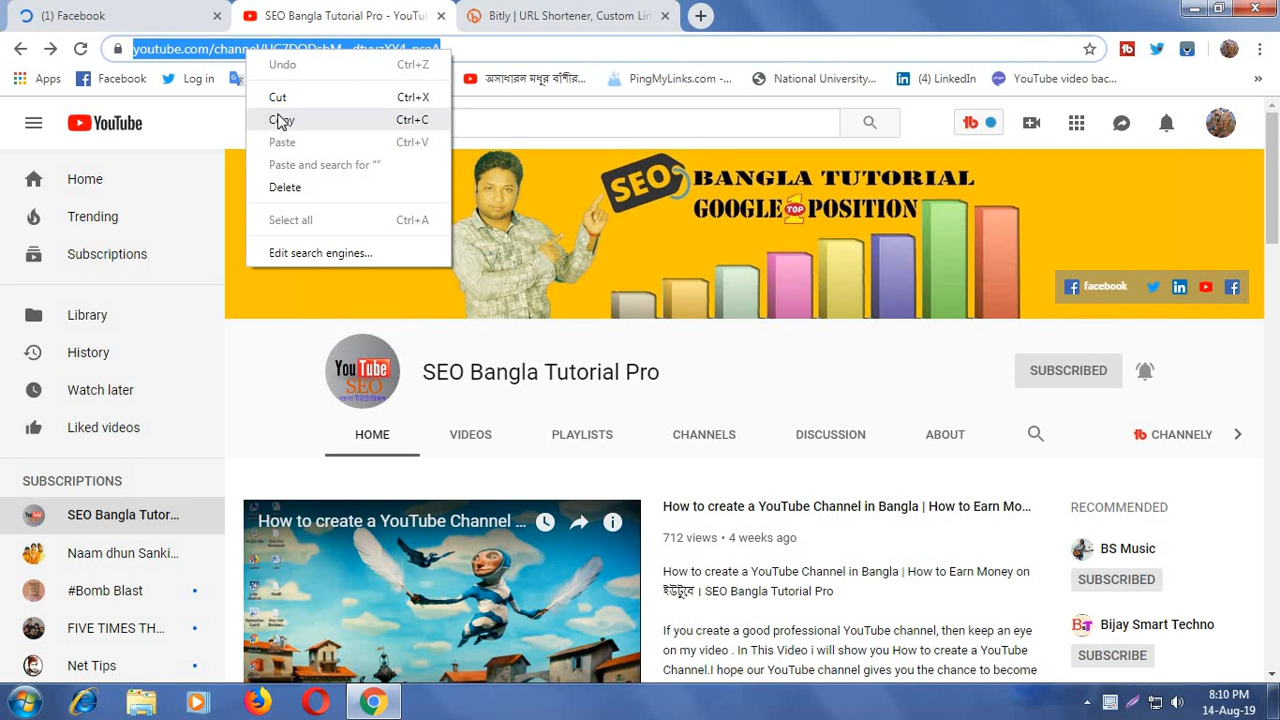 Facebook
SEO Bangla Tutorial Pro - YouTu
Bitly | URL Shortener, Custom Lin
Apps
Facebook
Log in
PingMyLinks.com -...
National University...
(4) LinkedIn
YouTube video bac...
Undo Ctrl+Z
Cut Ctrl+X
Copy Ctrl+C
Paste Ctrl+V
Paste and search for “”
Delete
Select all Ctrl+A
Edit search engines...
YouTube
Home
Trending
Subscriptions
Library
History
Watch later
Liked videos
SUBSCRIPTIONS
SEO Bangla Tutor...
Naam dhun Sanki...
#Bomb Blast
FIVE TIMES TH...
Net Tips
SEO BANGLA TUTORIAL
GOOGLE TOP 1 POSITION
facebook
You Tube
SEO
SEO Bangla Tutorial Pro
SUBSCRIBED
HOME VIDEOS PLAYLISTS CHANNELS DISCUSSION ABOUT CHANNELY
How to create a YouTube Channel ...
How to create a YouTube Channel in Bangla | How to Earn Mo...
712 views • 4 weeks ago
How to create a YouTube Channel in Bangla | How to Earn Money on
ইউটুবে । SEO Bangla Tutorial Pro
If you create a good professional YouTube channel, then keep an eye
on my video . In This Video i will show you How to create a YouTube
Channel.I hope our YouTube channel gives you the chance to become
RECOMMENDED
BS Music
SUBSCRIBED
Bijay Smart Techno
SUBSCRIBE
8:10 PM
14-Aug-19